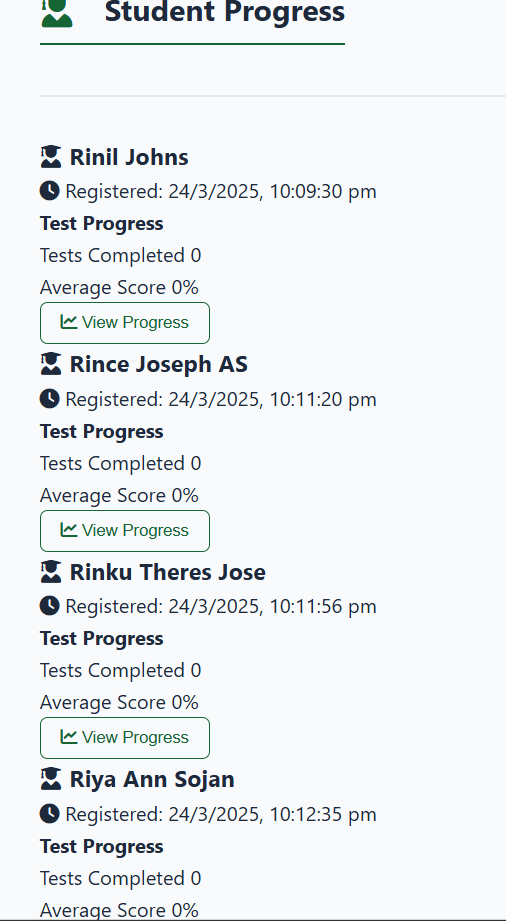 Student Progress
Rinil Johns
Registered: 24/3/2025, 10:09:30 pm
Test Progress
Tests Completed 0
Average Score 0%
View Progress
Rince Joseph AS
Registered: 24/3/2025, 10:11:20 pm
Test Progress
Tests Completed 0
Average Score 0%
View Progress
Rinku Theres Jose
Registered: 24/3/2025, 10:11:56 pm
Test Progress
Tests Completed 0
Average Score 0%
View Progress
Riya Ann Sojan
Registered: 24/3/2025, 10:12:35 pm
Test Progress
Tests Completed 0
Average Score 0%